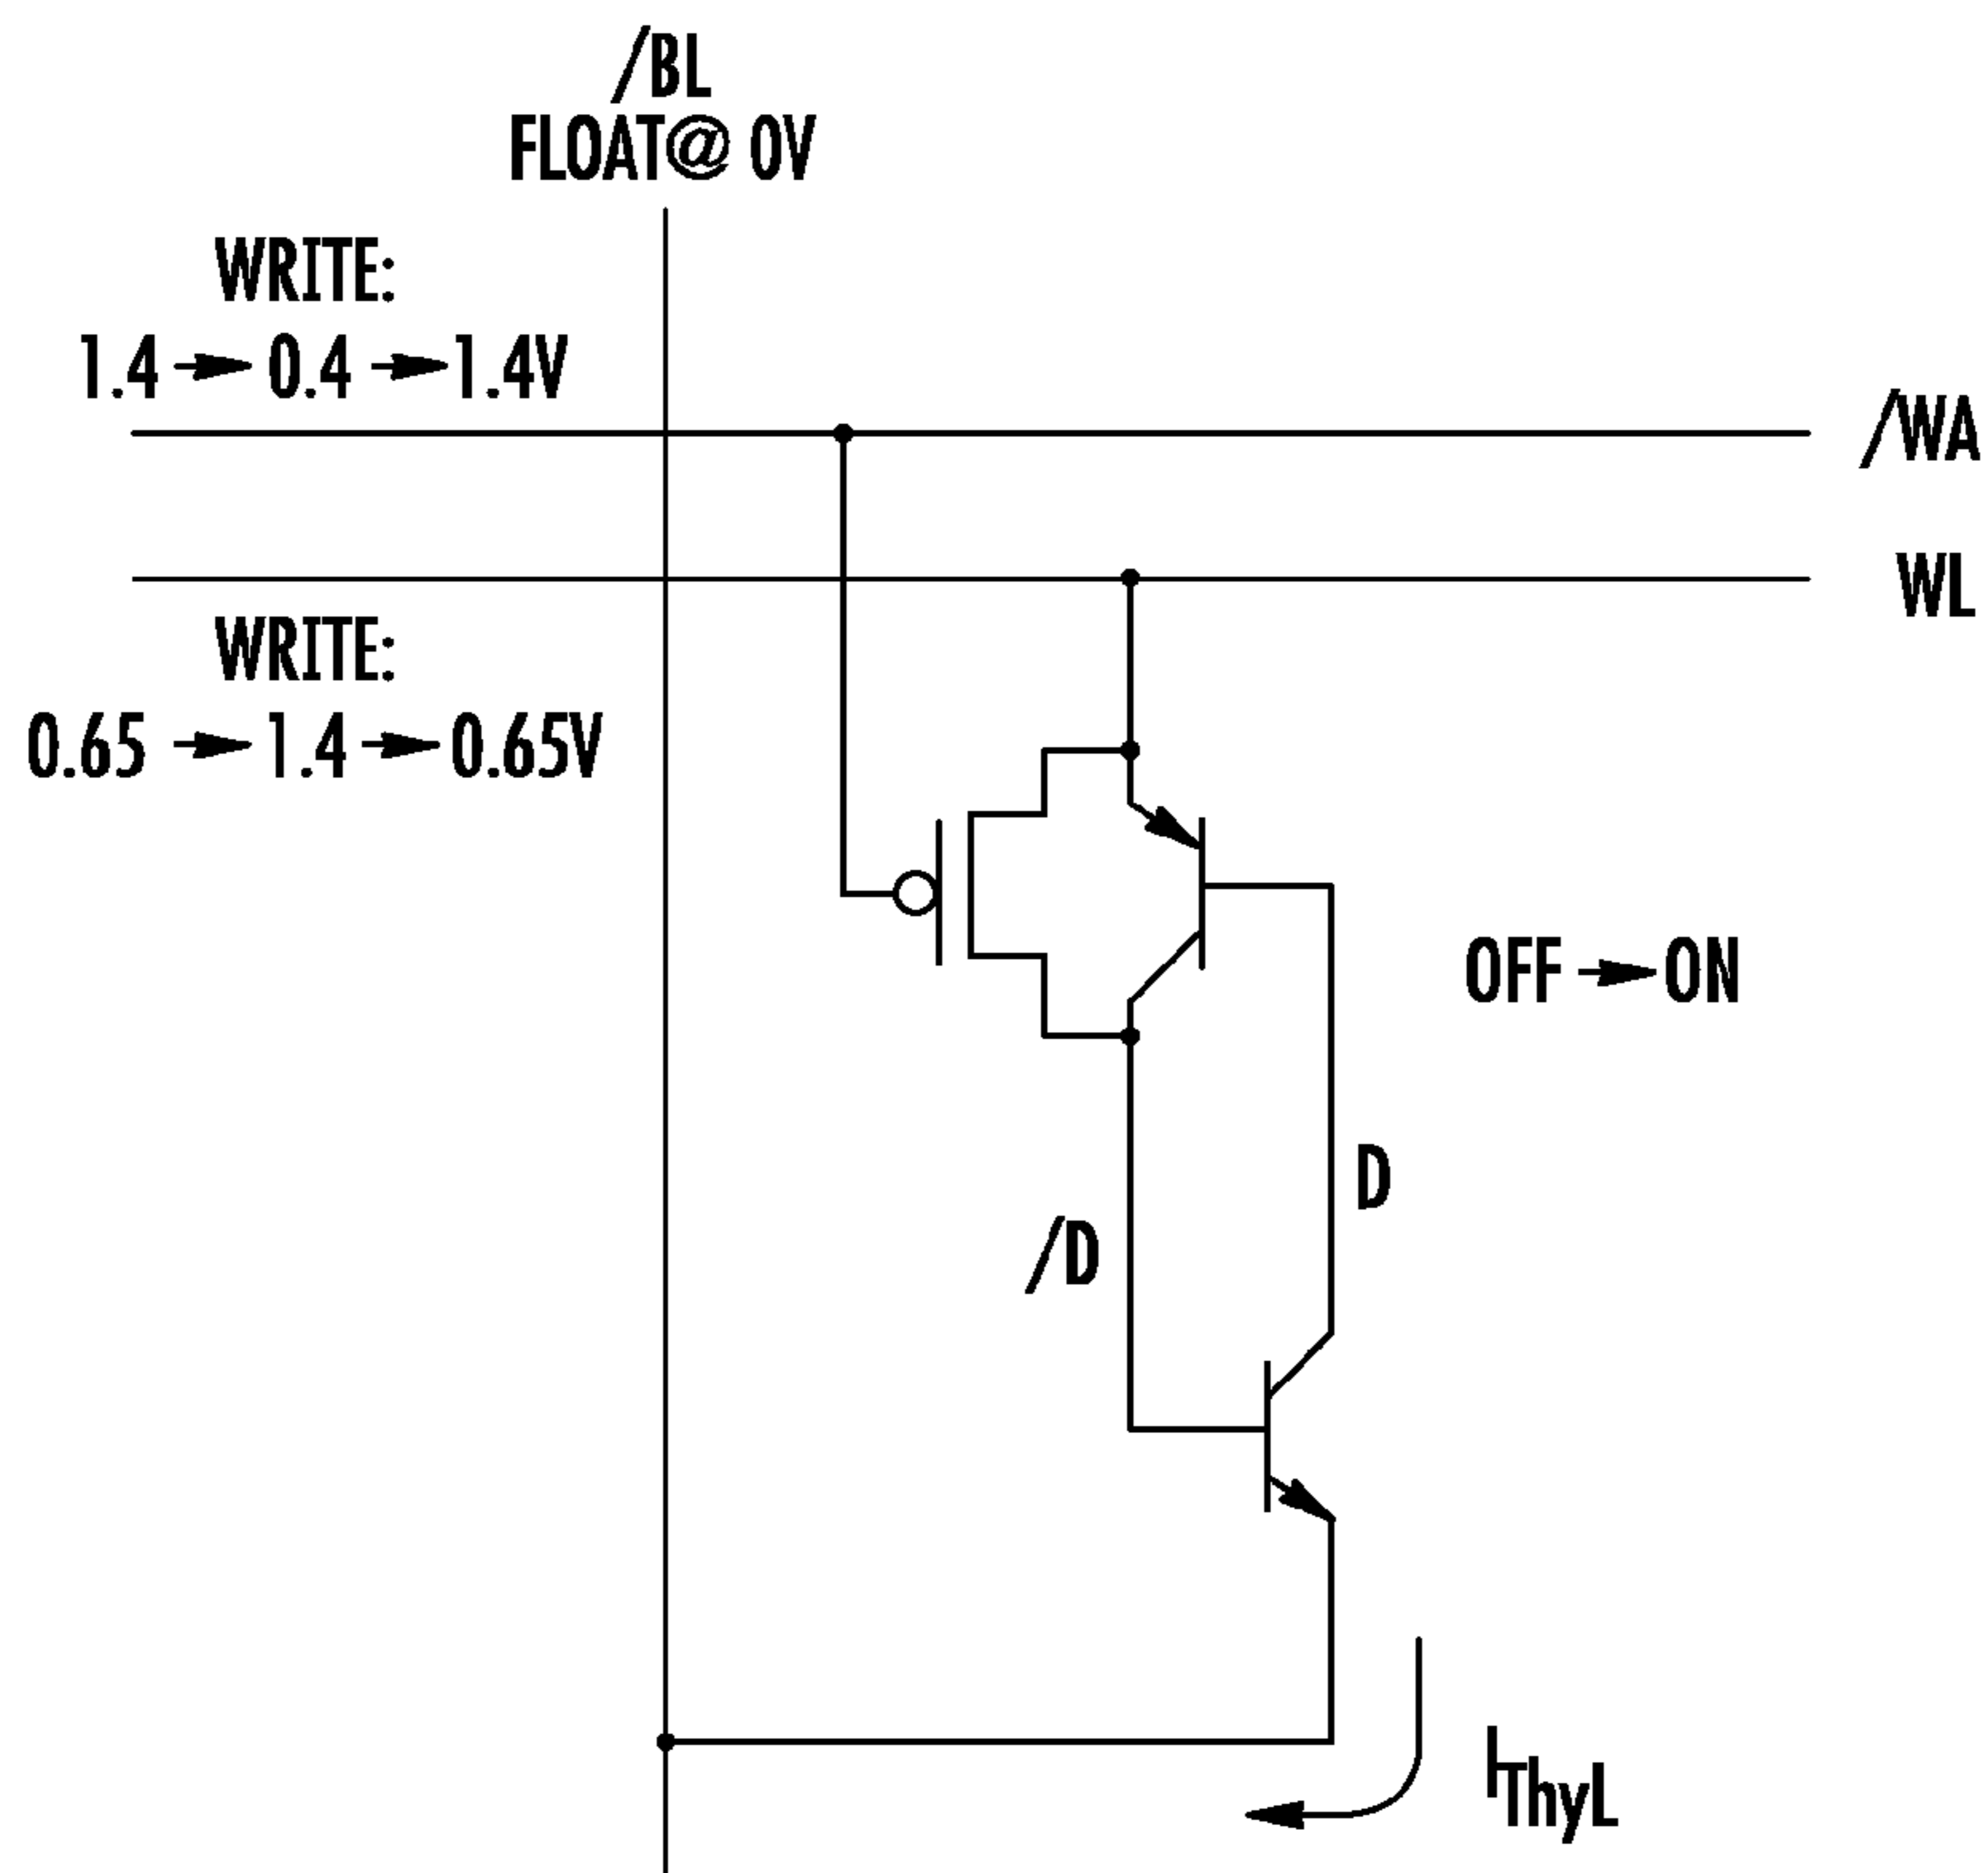 /BL
FLOAT@ 0V
WRITE:
1.4 → 0.4 → 1.4V
/WA
WL
WRITE:
0.65 → 1.4 → 0.65V
OFF → ON
D
/D
IThyL